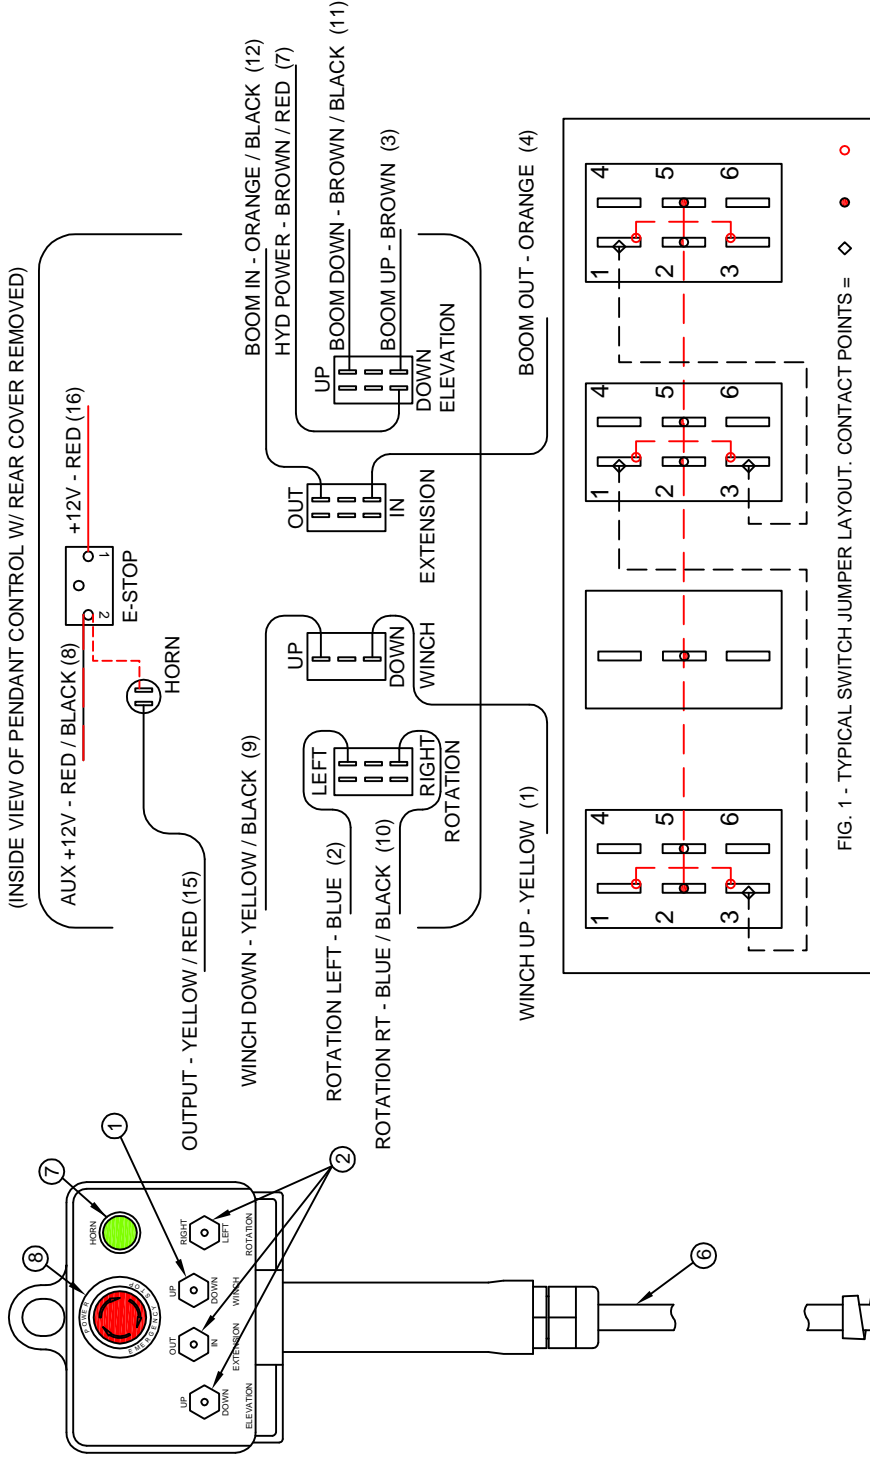 (INSIDE VIEW OF PENDANT CONTROL W/ REAR COVER REMOVED)
AUX +12V - RED / BLACK (8)
+12V - RED (16)
2
1
E-STOP
HORN
OUTPUT - YELLOW / RED (15)
WINCH DOWN - YELLOW / BLACK (9)
ROTATION LEFT - BLUE (2)
ROTATION RT - BLUE / BLACK (10)
WINCH UP - YELLOW (1)
LEFT
RIGHT
ROTATION
UP
DOWN
WINCH
OUT
IN
EXTENSION
UP
DOWN
ELEVATION
BOOM IN - ORANGE / BLACK (12)
HYD POWER - BROWN / RED (7)
BOOM DOWN - BROWN / BLACK (11)
BOOM UP - BROWN (3)
BOOM OUT - ORANGE (4)
1
4
2
5
3
6
1
4
2
5
3
6
1
4
2
5
3
6
FIG. 1 - TYPICAL SWITCH JUMPER LAYOUT. CONTACT POINTS =
8
7
1
2
6
POWER
EMERGENCY STOP
HORN
UP
DOWN
ELEVATION
OUT
IN
EXTENSION
UP
DOWN
WINCH
RIGHT
LEFT
ROTATION